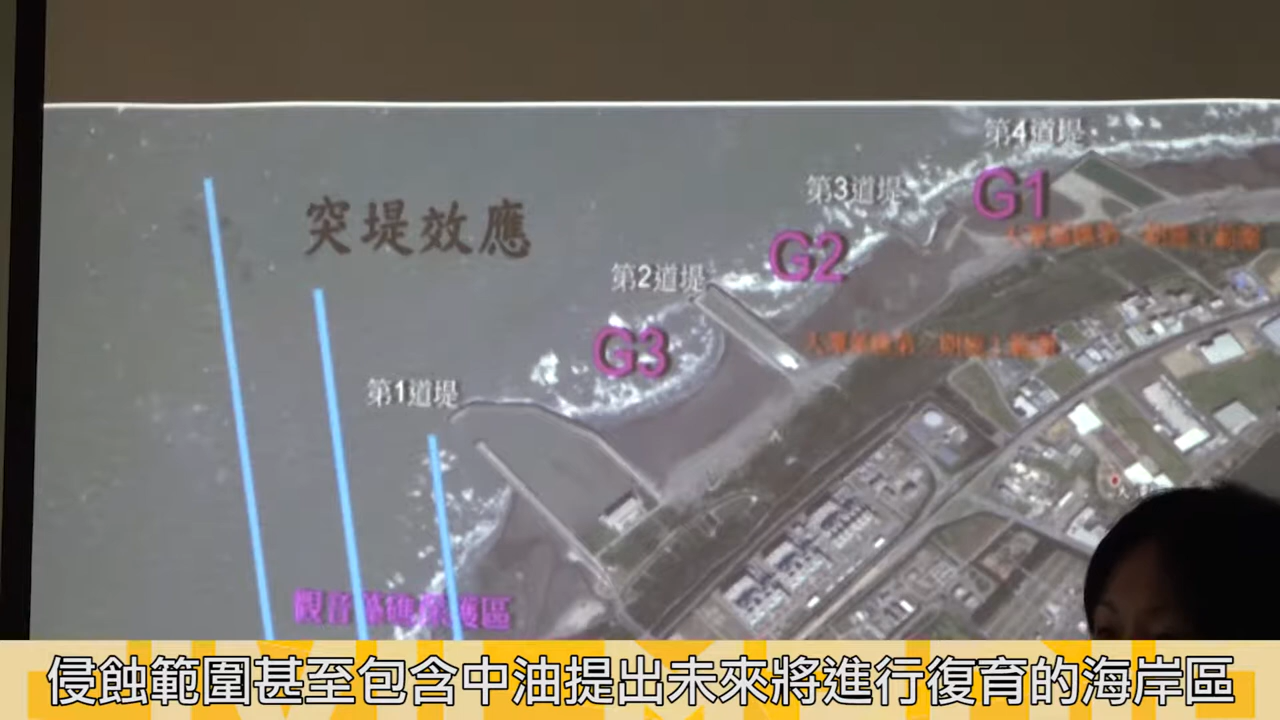 第4道堤
第3道堤
G1
突堤效應
G2
第2道堤
G3
第1道堤
觀音藻礁保護區
侵蝕範圍甚至包含中油提出未來將進行復育的海岸區